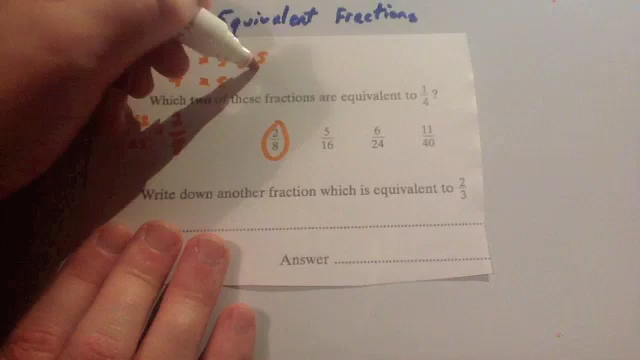 Equivalent Fractions
Which two of these fractions are equivalent to 1/4?
2/8 5/16 6/24 11/40
Write down another fraction which is equivalent to 2/3
Answer